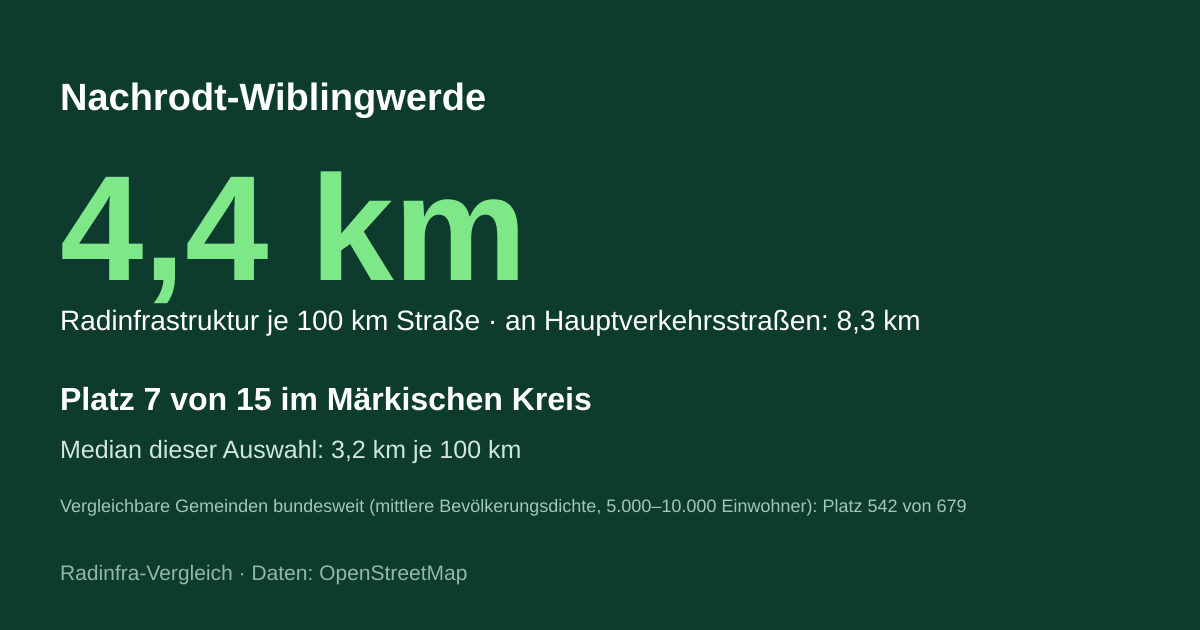 Nachrodt-Wiblingwerde
4,4 km
Radinfrastruktur je 100 km Straße · an Hauptverkehrsstraßen: 8,3 km
Platz 7 von 15 im Märkischen Kreis
Median dieser Auswahl: 3,2 km je 100 km
Vergleichbare Gemeinden bundesweit (mittlere Bevölkerungsdichte, 5.000–10.000 Einwohner): Platz 542 von 679
Radinfra-Vergleich · Daten: OpenStreetMap